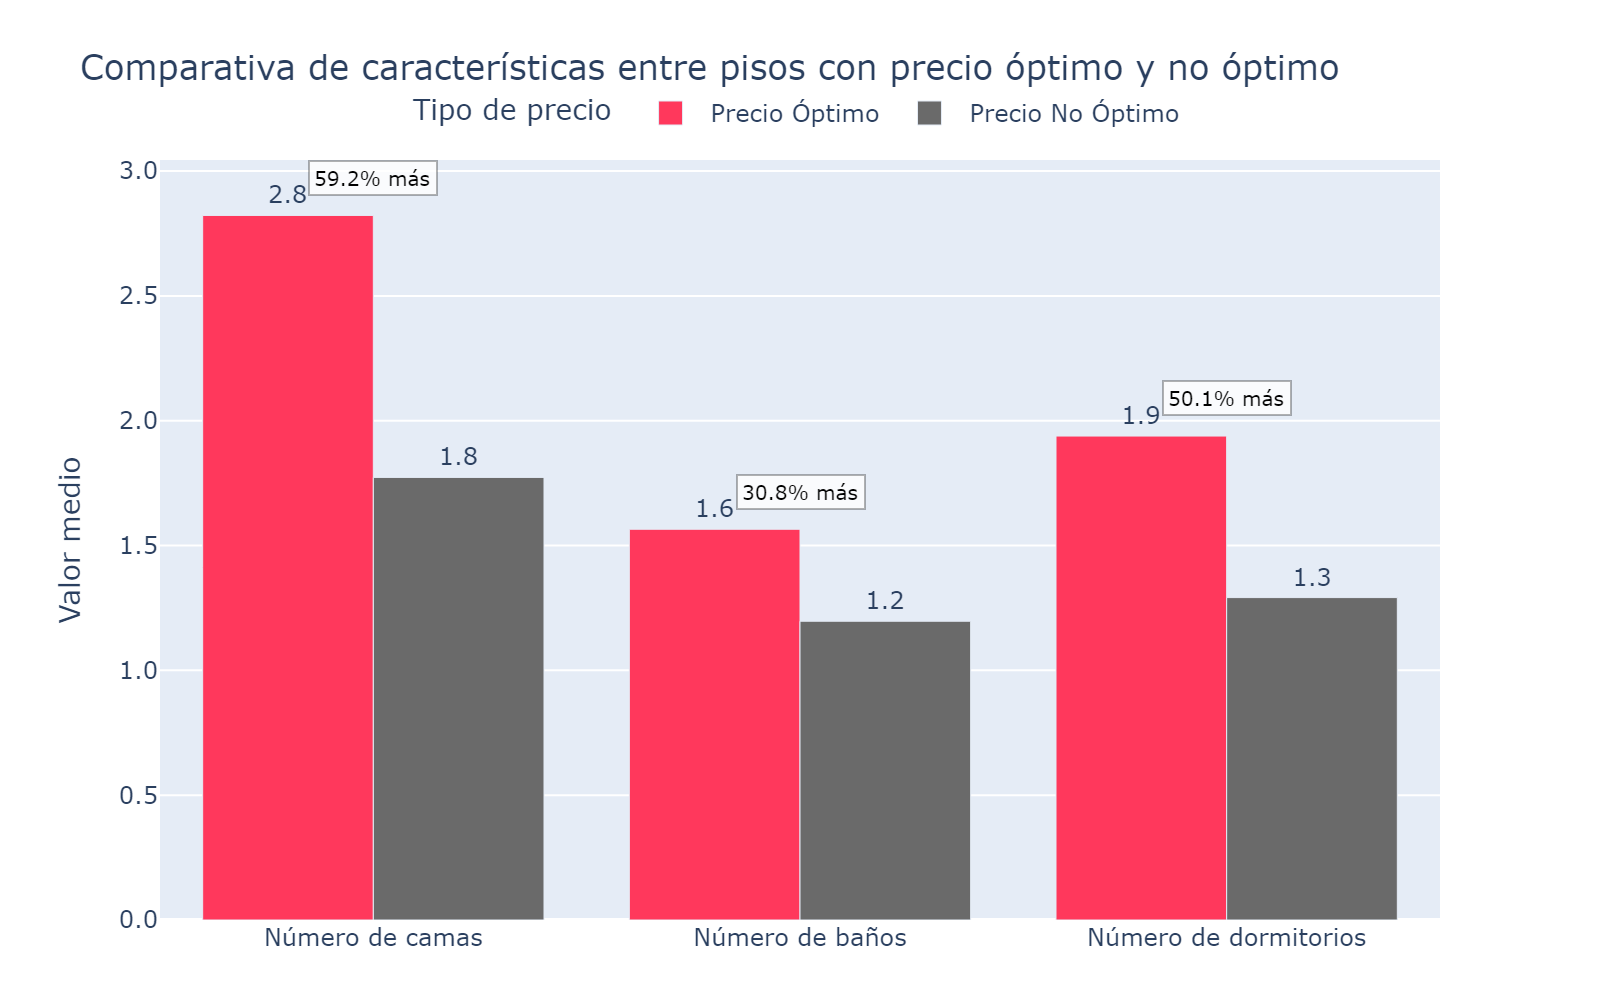 Comparativa de características entre pisos con precio óptimo y no óptimo
Tipo de precio Precio Óptimo Precio No Óptimo
3.0
2.5
2.0
1.5
1.0
0.5
0.0
Valor medio
2.8
59.2% más
1.8
1.6
30.8% más
1.2
1.9
50.1% más
1.3
Número de camas
Número de baños
Número de dormitorios